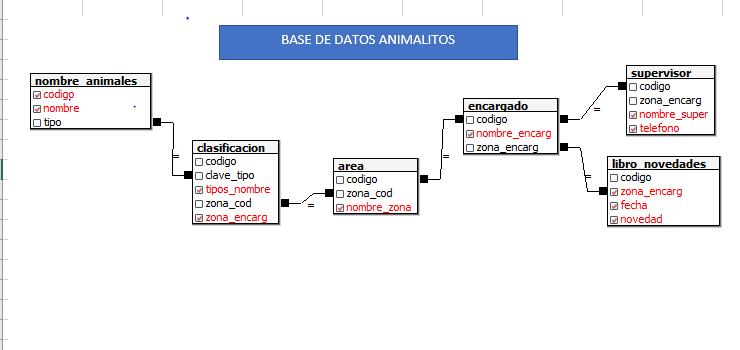 BASE DE DATOS ANIMALITOS
nombre_animales
codigo
nombre
tipo
clasificacion
codigo
clave_tipo
tipos_nombre
zona_cod
zona_encarg
area
codigo
zona_cod
nombre_zona
encargado
codigo
nombre_encarg
zona_encarg
supervisor
codigo
zona_encarg
nombre_super
telefono
libro_novedades
codigo
zona_encarg
fecha
novedad
=
=
=
=
=